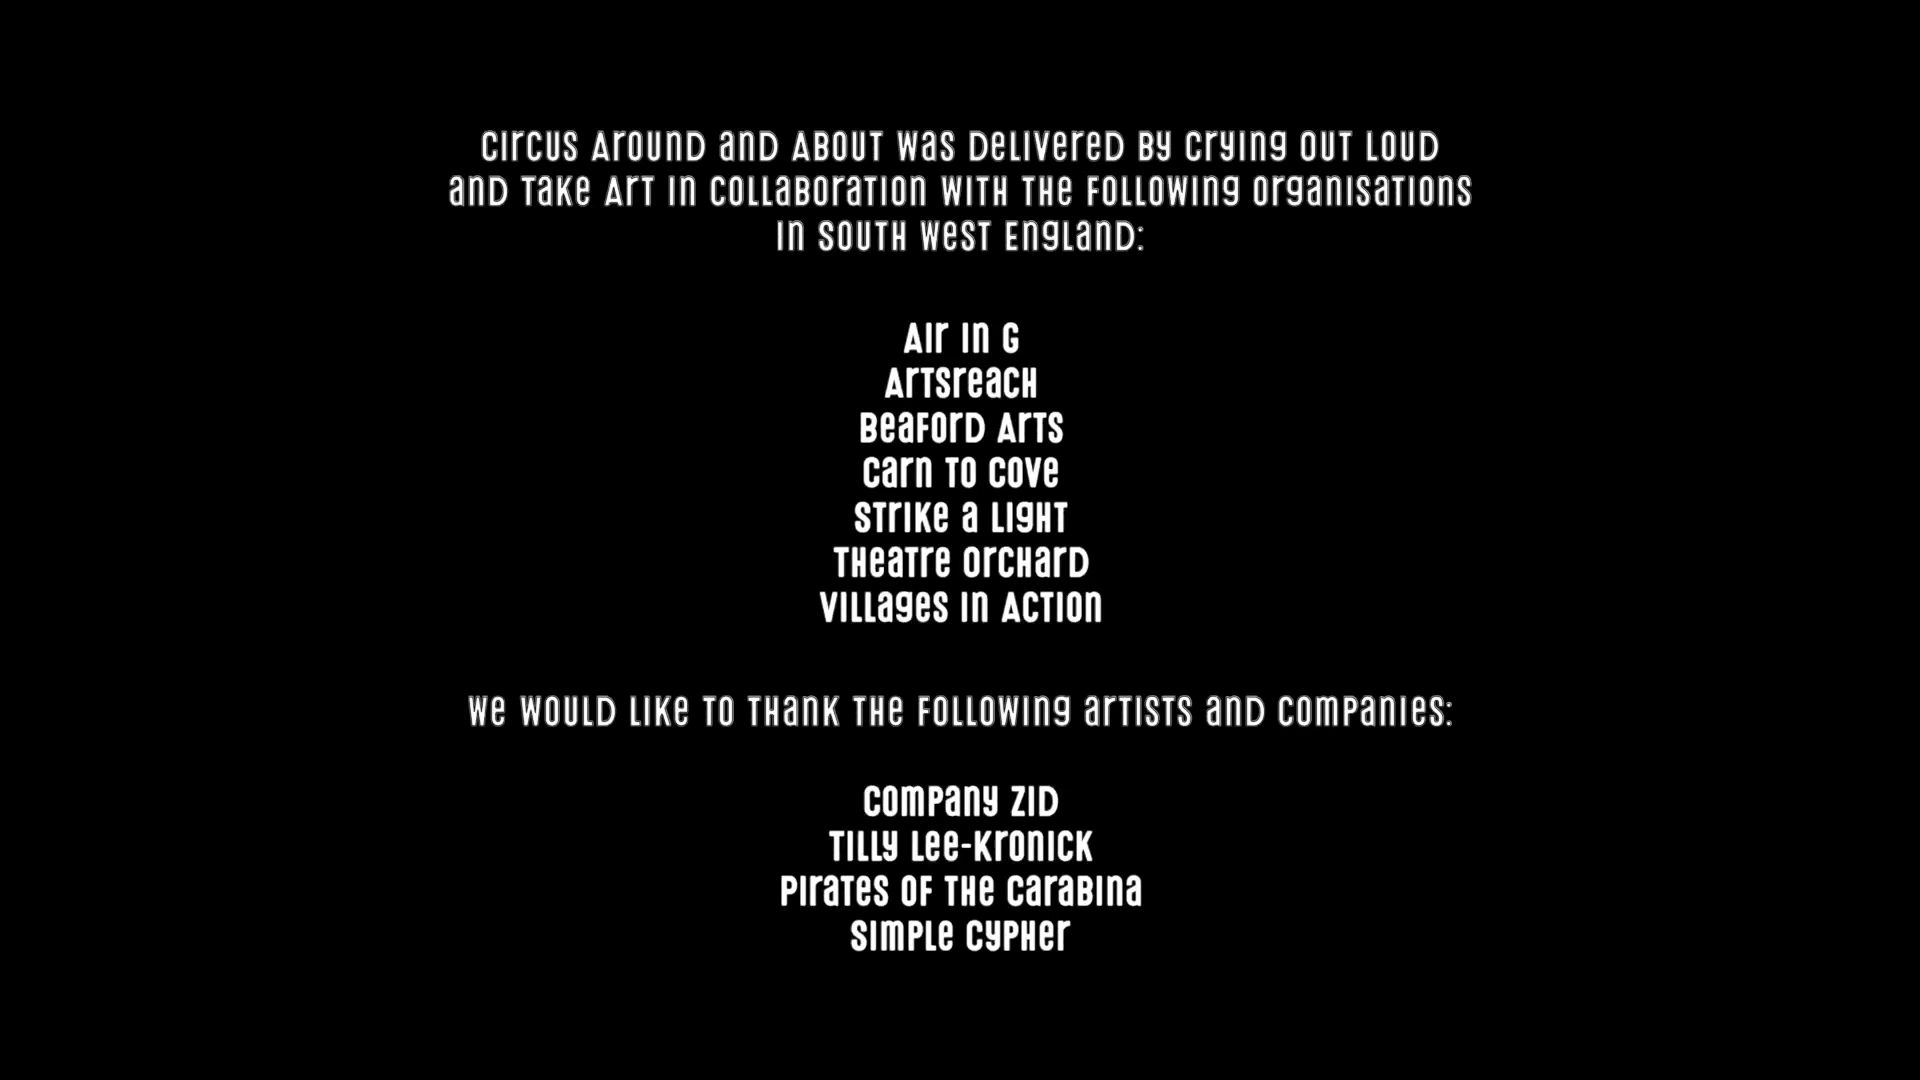 Circus Around and About was delivered by Crying Out Loud
and Take Art in collaboration with the following organisations
in South West England:
Air in G
Artsreach
Beaford Arts
Carn to Cove
Strike a Light
Theatre Orchard
Villages in Action
We would like to thank the following artists and companies:
Company Zid
Tilly Lee-Kronick
Pirates of the Carabina
Simple Cypher